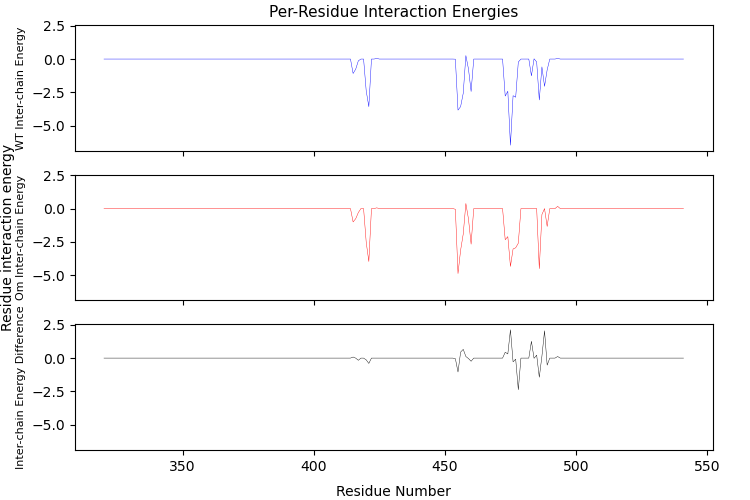 Per-Residue Interaction Energies
Residue interaction energy
WT Inter-chain Energy
2.5
0.0
−2.5
−5.0
Om Inter-chain Energy
2.5
0.0
−2.5
−5.0
Inter-chain Energy Difference
2.5
0.0
−2.5
−5.0
350 400 450 500 550
Residue Number